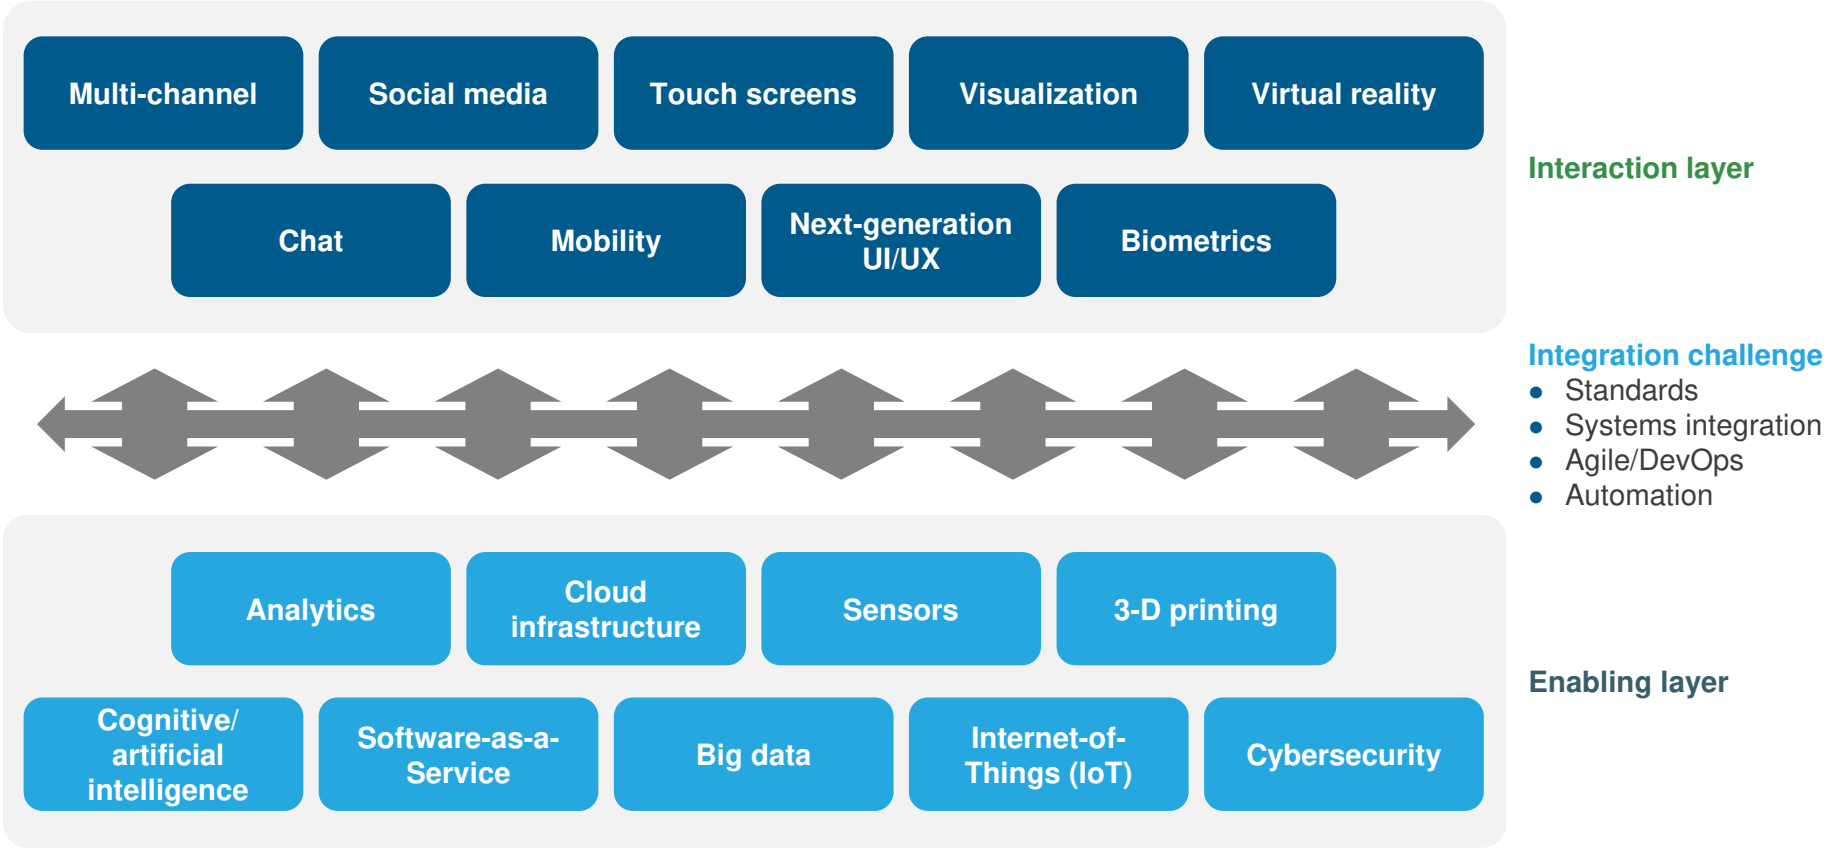 Multi-channel
Social media
Touch screens
Visualization
Virtual reality
Chat
Mobility
Next-generation
UI/UX
Biometrics
Interaction layer
Integration challenge
● Standards
● Systems integration
● Agile/DevOps
● Automation
Analytics
Cloud
infrastructure
Sensors
3-D printing
Cognitive/
artificial
intelligence
Software-as-a-
Service
Big data
Internet-of-
Things (IoT)
Cybersecurity
Enabling layer